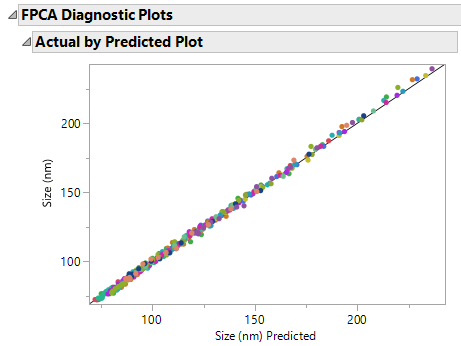 FPCA Diagnostic Plots
Actual by Predicted Plot
200
150
100
Size (nm)
100
150
200
Size (nm) Predicted